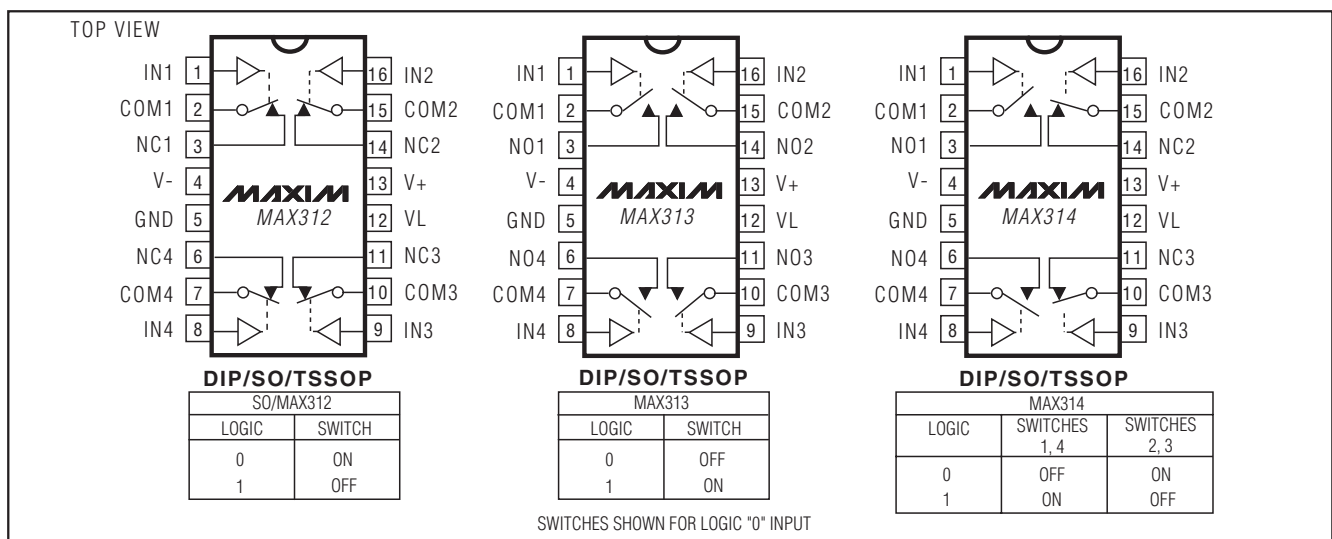 TOP VIEW
IN1 1 16 IN2
COM1 2 15 COM2
NC1 3 14 NC2
V- 4 13 V+
GND 5 12 VL
NC4 6 11 NC3
COM4 7 10 COM3
IN4 8 9 IN3
MAXIM
MAX312
DIP/SO/TSSOP
SO/MAX312
LOGIC SWITCH
0 ON
1 OFF
IN1 1 16 IN2
COM1 2 15 COM2
NO1 3 14 NO2
V- 4 13 V+
GND 5 12 VL
NO4 6 11 NO3
COM4 7 10 COM3
IN4 8 9 IN3
MAXIM
MAX313
DIP/SO/TSSOP
MAX313
LOGIC SWITCH
0 OFF
1 ON
IN1 1 16 IN2
COM1 2 15 COM2
NO1 3 14 NC2
V- 4 13 V+
GND 5 12 VL
NO4 6 11 NC3
COM4 7 10 COM3
IN4 8 9 IN3
MAXIM
MAX314
DIP/SO/TSSOP
MAX314
LOGIC SWITCHES 1, 4 SWITCHES 2, 3
0 OFF ON
1 ON OFF
SWITCHES SHOWN FOR LOGIC "0" INPUT